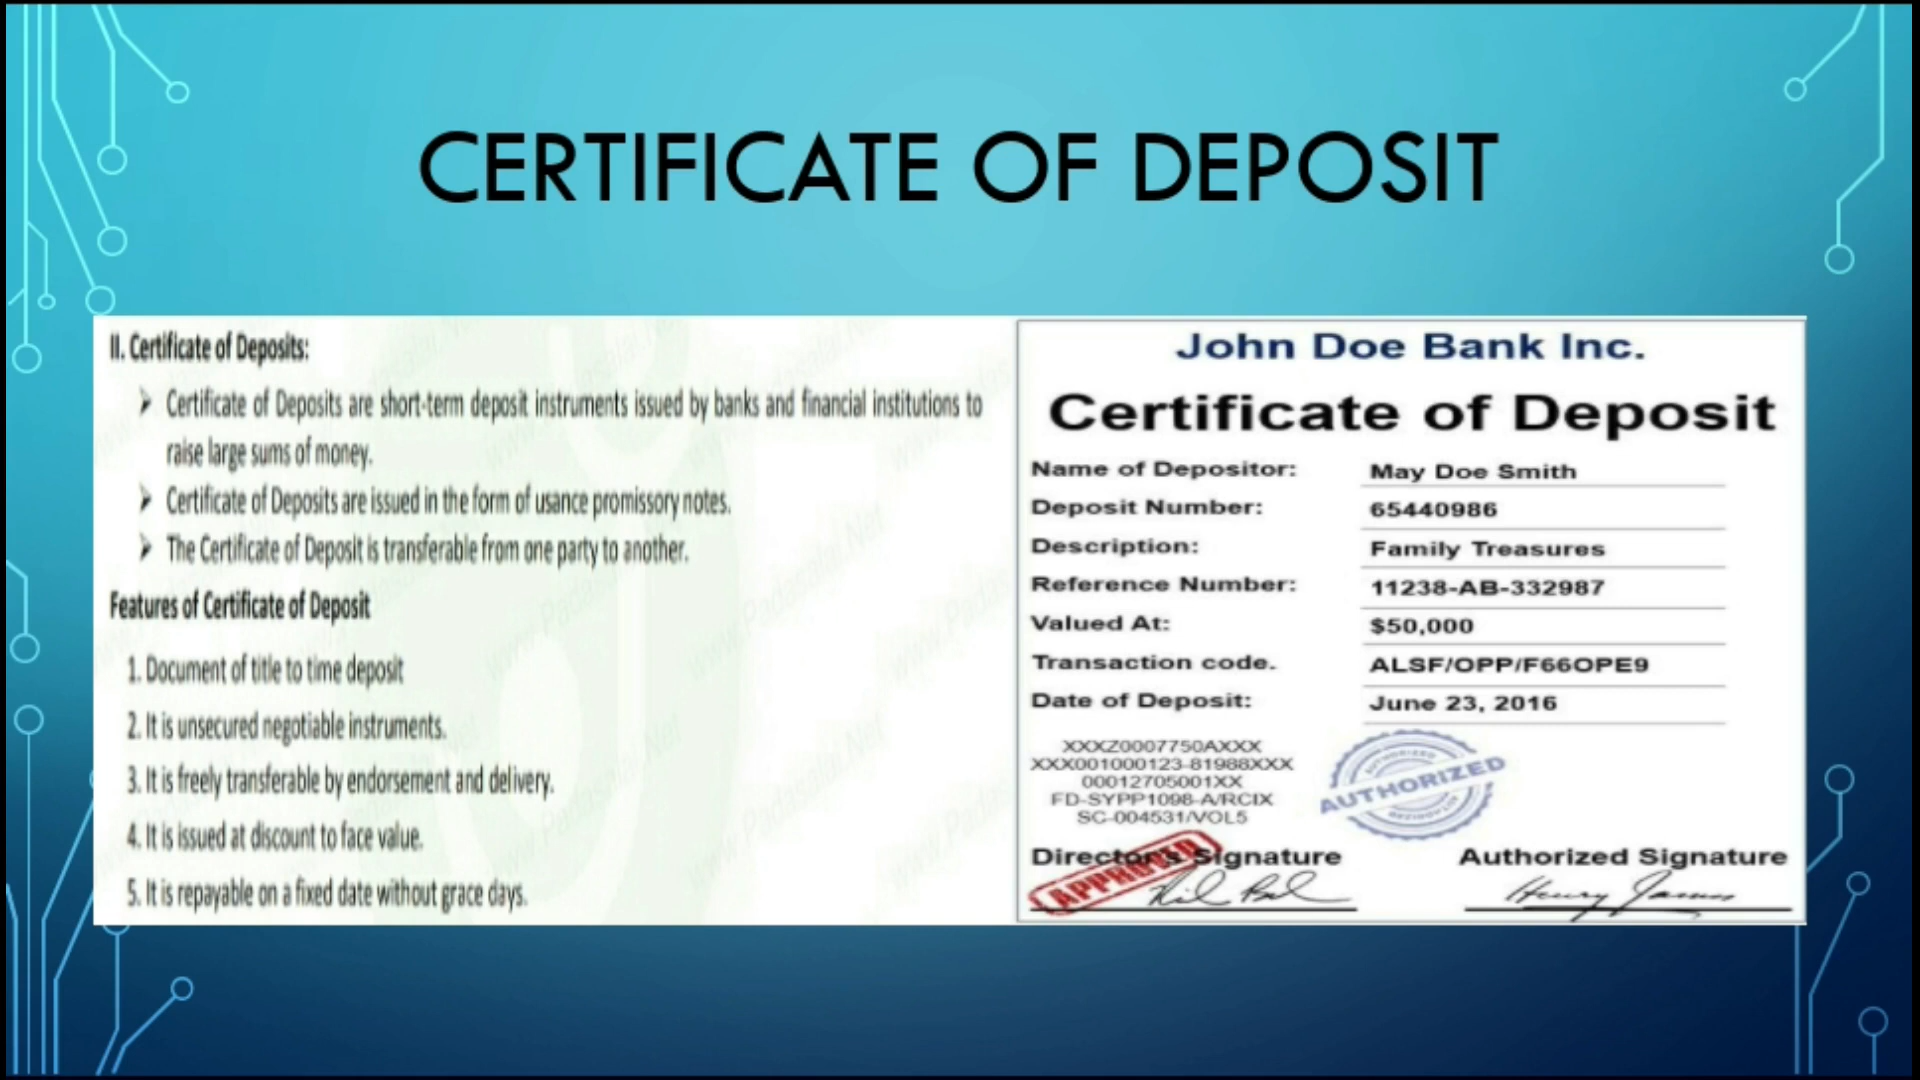 CERTIFICATE OF DEPOSIT
II. Certificate of Deposits:
Certificate of Deposits are short-term deposit instruments issued by banks and financial institutions to
raise large sums of money.
Certificate of Deposits are issued in the form of usance promissory notes.
The Certificate of Deposit is transferable from one party to another.
Features of Certificate of Deposit
1. Document of title to time deposit
2. It is unsecured negotiable instruments.
3. It is freely transferable by endorsement and delivery.
4. It is issued at discount to face value.
5. It is repayable on a fixed date without grace days.
John Doe Bank Inc.
Certificate of Deposit
Name of Depositor: May Doe Smith
Deposit Number: 65440986
Description: Family Treasures
Reference Number: 11238-AB-332987
Valued At: $50,000
Transaction code. ALSF/OPP/F66OPE9
Date of Deposit: June 23, 2016
XXXZ0007750AXXX
XXX001000123-81988XXX
00012705001XX
FD-SYPP1098-A/RCIX
SC-004531/VOL5
AUTHORIZED
Director's Signature Authorized Signature
APPROVED